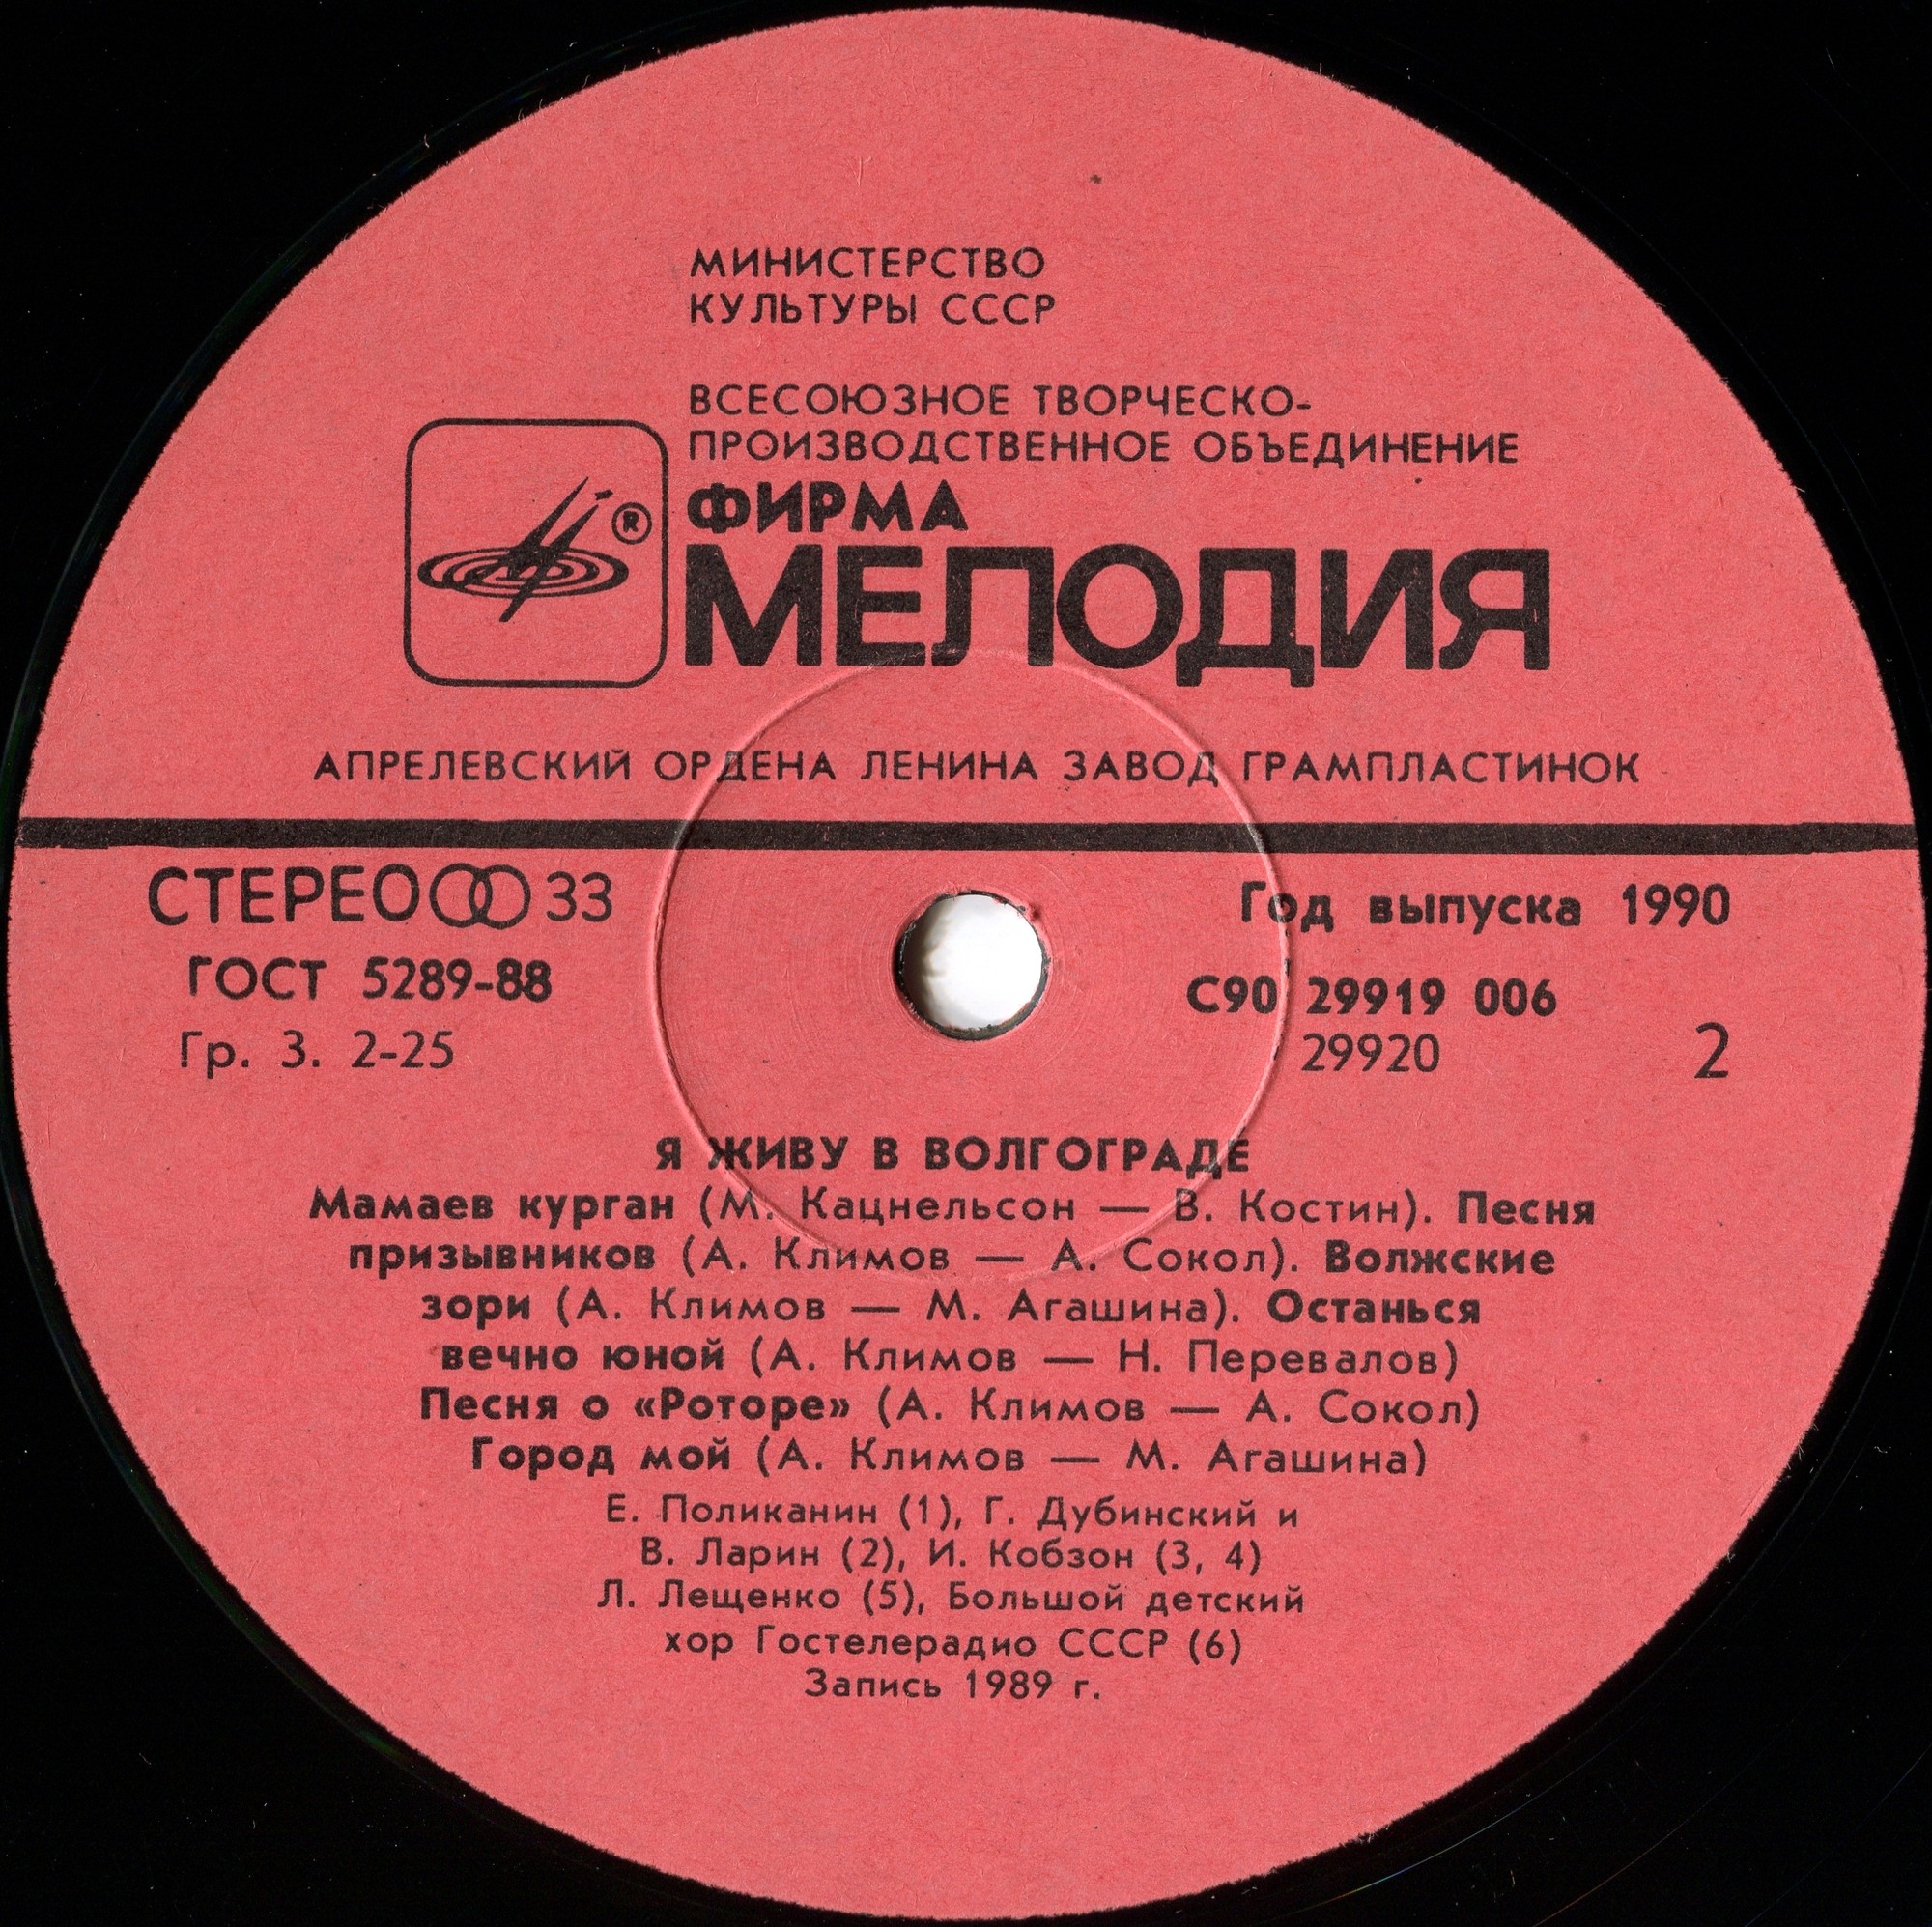 МИНИСТЕРСТВО
КУЛЬТУРЫ СССР
ВСЕСОЮЗНОЕ ТВОРЧЕСКО-
ПРОИЗВОДСТВЕННОЕ ОБЪЕДИНЕНИЕ
ФИРМА
®
МЕЛОДИЯ
АПРЕЛЕВСКИЙ ОРДЕНА ЛЕНИНА ЗАВОД ГРАМПЛАСТИНОК
СТЕРЕО 33
ГОСТ 5289-88
Гр. 3. 2-25
Год выпуска 1990
С90 29919 006
29920 2
Я ЖИВУ В ВОЛГОГРАДЕ
Мамаев курган (М. Кацнельсон — В. Костин). Песня
призывников (А. Климов — А. Сокол). Волжские
зори (А. Климов — М. Агашина). Останься
вечно юной (А. Климов — Н. Перевалов)
Песня о «Роторе» (А. Климов — А. Сокол)
Город мой (А. Климов — М. Агашина)
Е. Поликанин (1), Г. Дубинский и
В. Ларин (2), И. Кобзон (3, 4)
Л. Лещенко (5), Большой детский
хор Гостелерадио СССР (6)
Запись 1989 г.